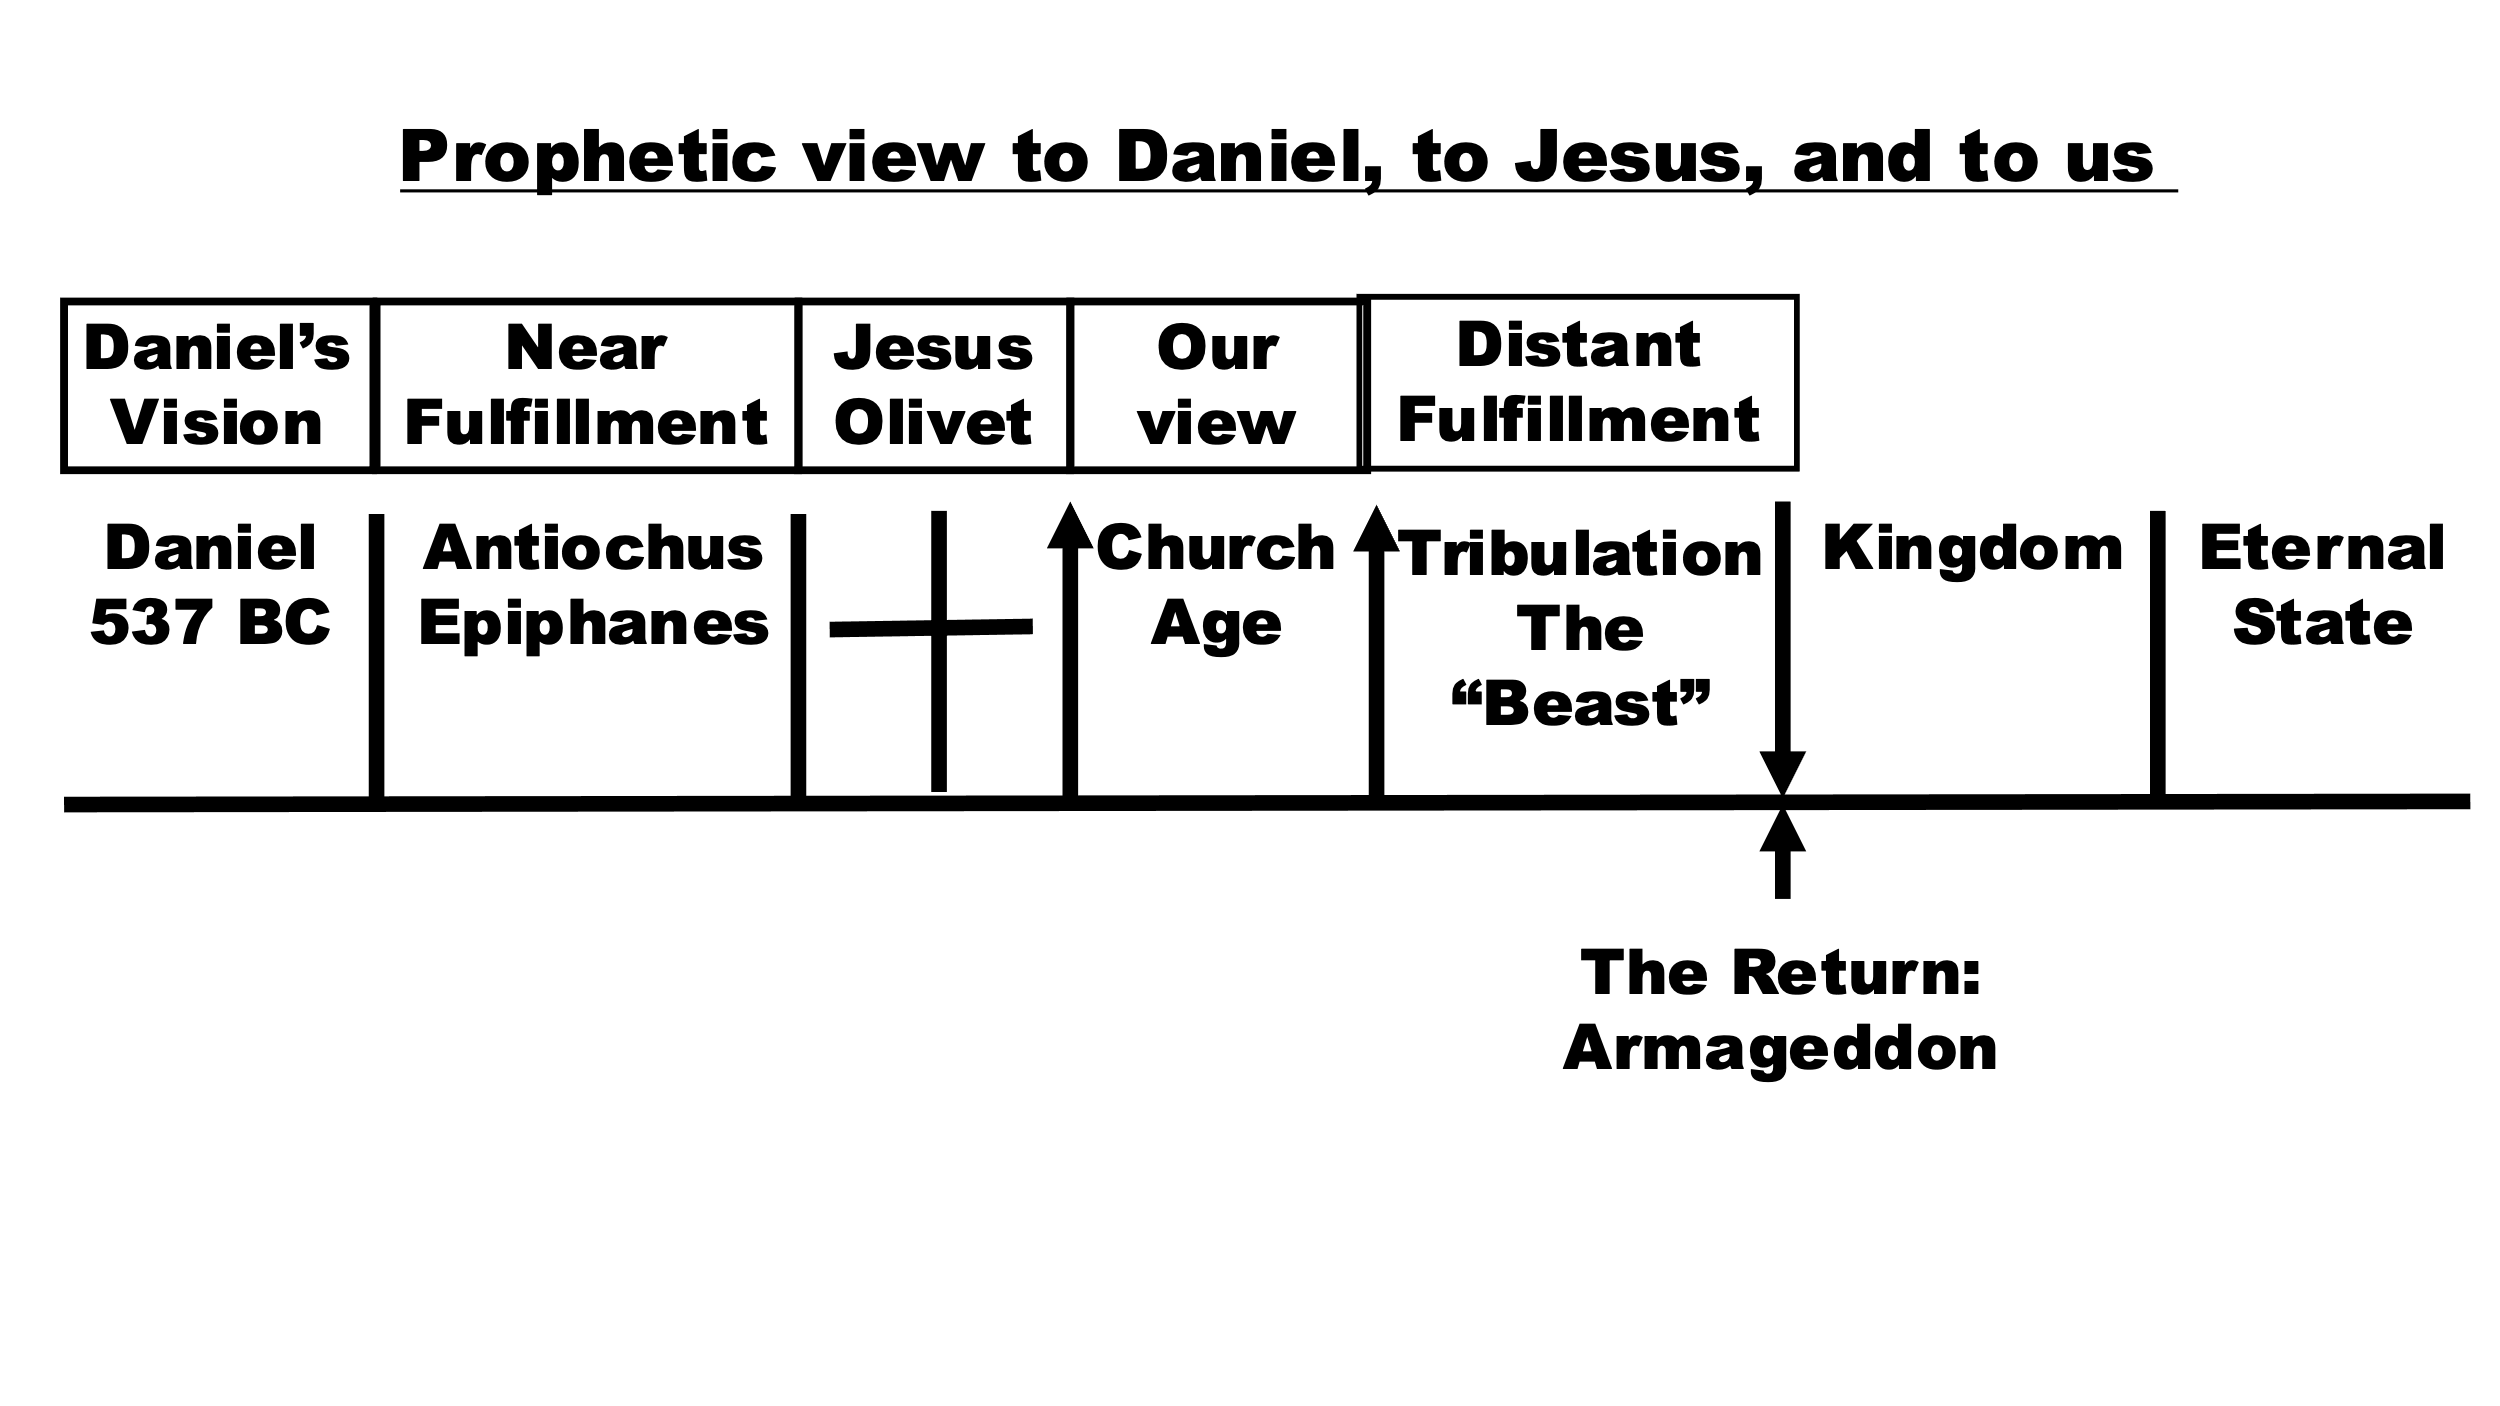 Prophetic view to Daniel, to Jesus, and to us
Daniel’s
Vision
Near
Fulfillment
Jesus
Olivet
Our
view
Distant
Fulfillment
Daniel
537 BC
Antiochus
Epiphanes
Church
Age
Tribulation
The
“Beast”
Kingdom
Eternal
State
The Return:
Armageddon